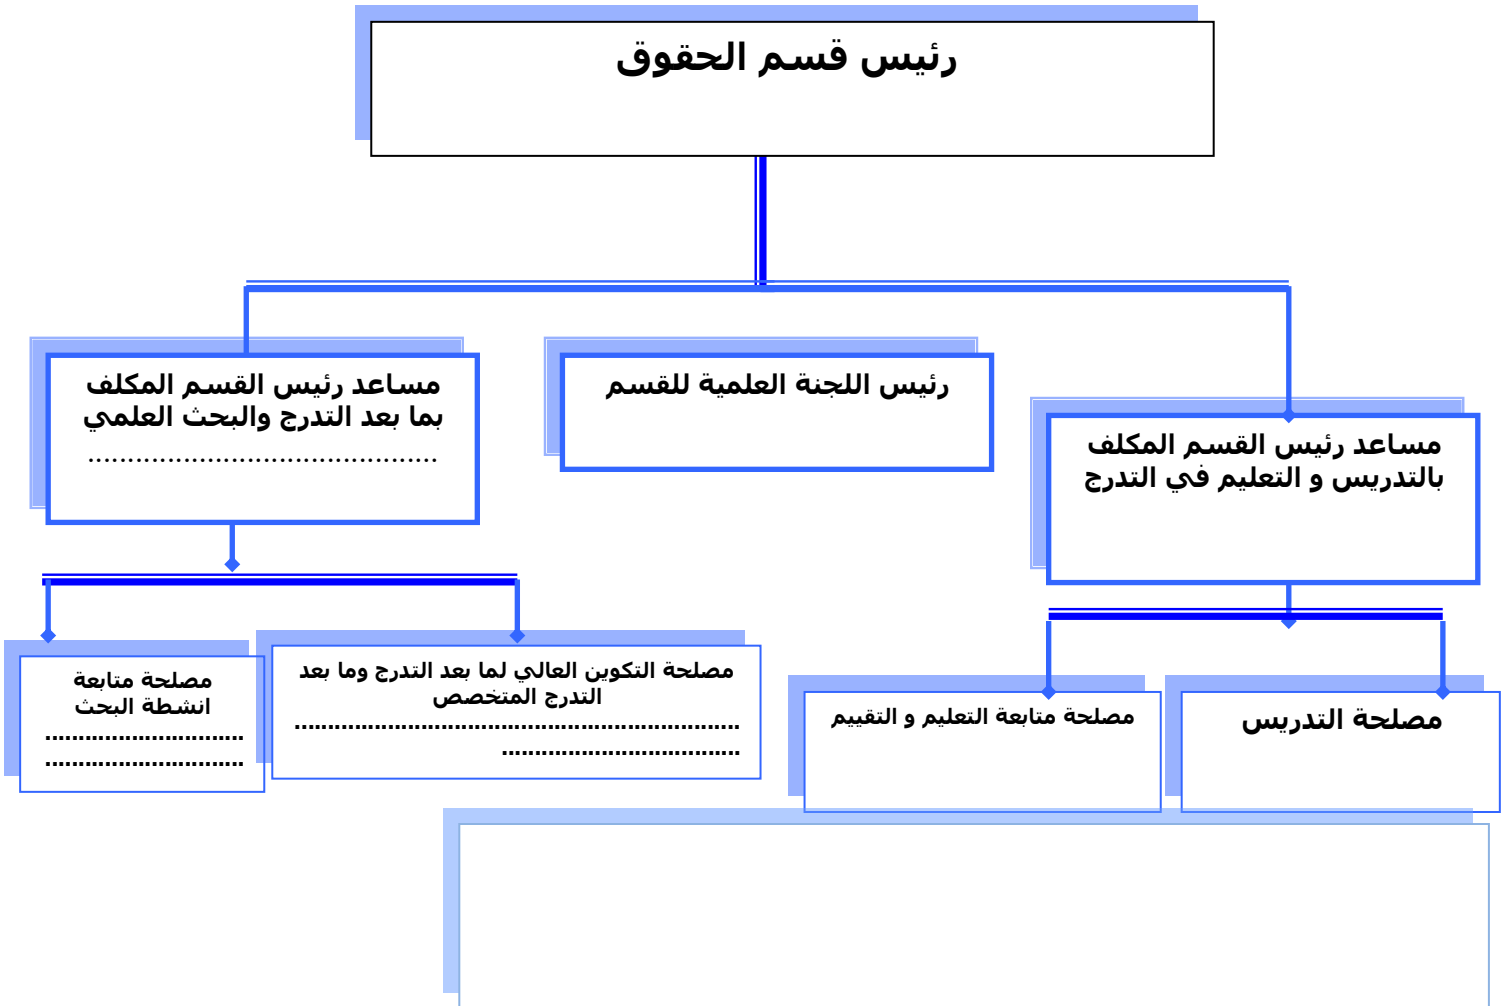 رئيس قسم الحقوق
مساعد رئيس القسم المكلف
بالتدريس و التعليم في التدرج
رئيس اللجنة العلمية للقسم
مساعد رئيس القسم المكلف
بما بعد التدرج والبحث العلمي
...........................................
مصلحة التدريس
مصلحة متابعة التعليم و التقييم
مصلحة التكوين العالي لما بعد التدرج وما بعد
التدرج المتخصص
...................................................................
....................................
مصلحة متابعة
انشطة البحث
..............................
..............................